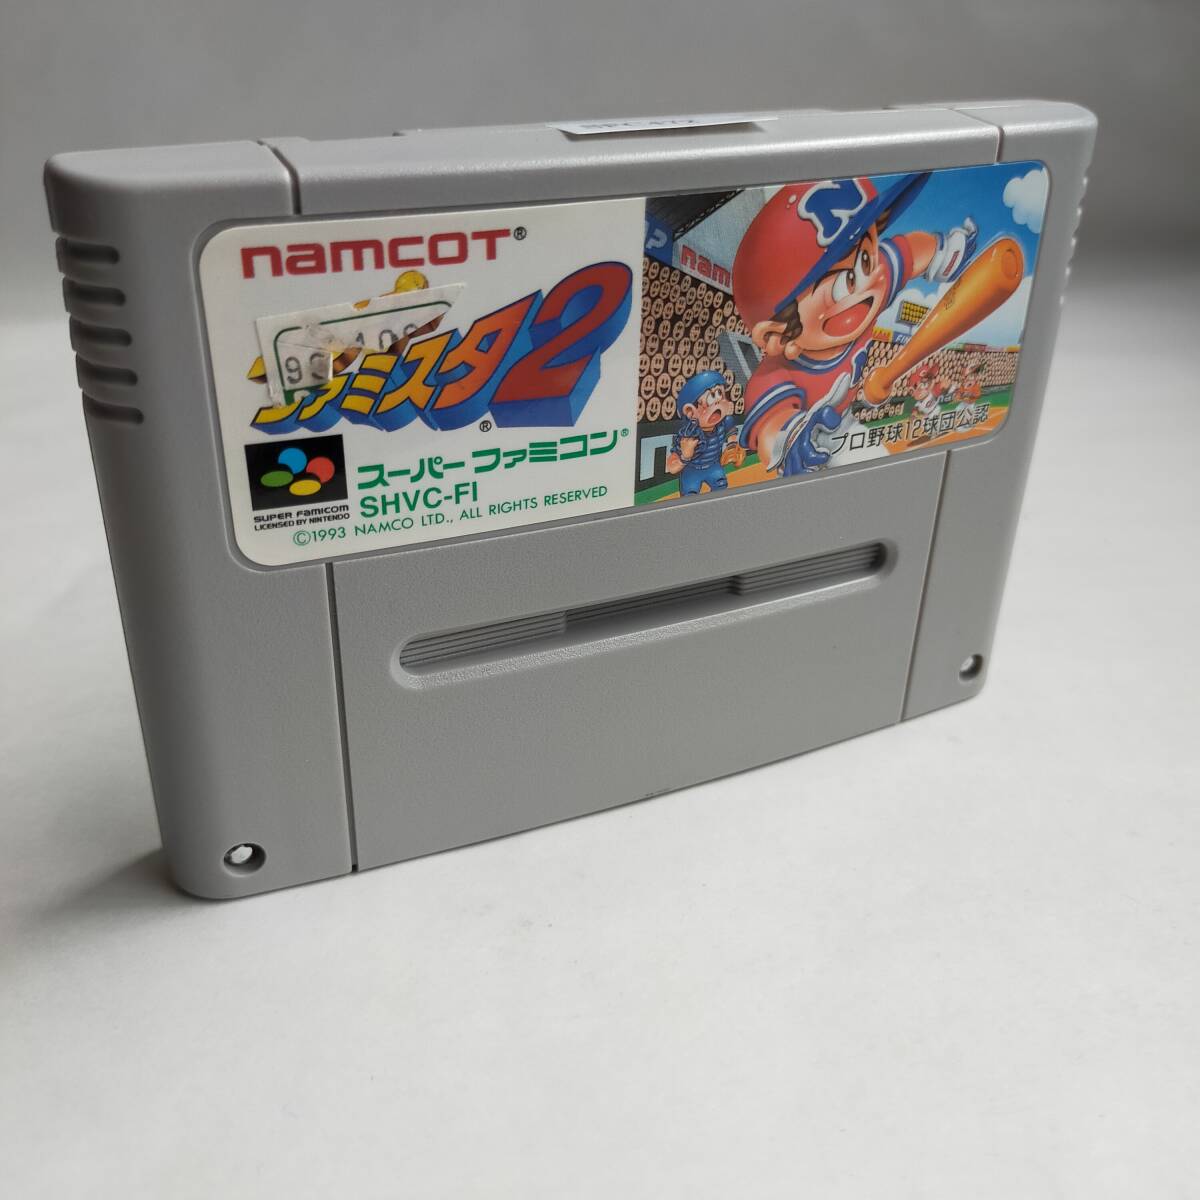 namcot®
ファミスタ2®
スーパーファミコン®
SHVC-FI
SUPER FAMICOM
LICENSED BY NINTENDO
©1993 NAMCO LTD., ALL RIGHTS RESERVED
N
nam
プロ野球12球団公認